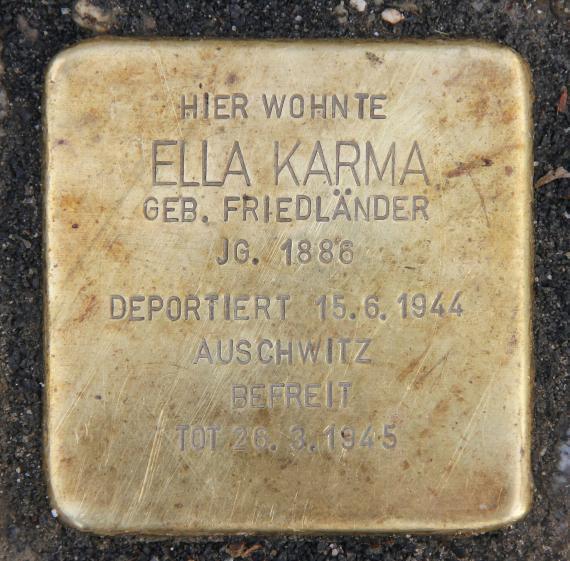 HIER WOHNTE
ELLA KARMA
GEB. FRIEDLÄNDER
JG. 1886
DEPORTIERT 15.6.1944
AUSCHWITZ
BEFREIT
TOT 26.3.1945